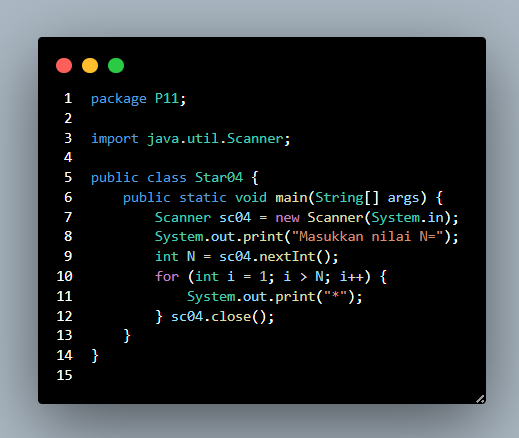 1 package P11;
2
3 import java.util.Scanner;
4
5 public class Star04 {
6     public static void main(String[] args) {
7         Scanner sc04 = new Scanner(System.in);
8         System.out.print("Masukkan nilai N=");
9         int N = sc04.nextInt();
10         for (int i = 1; i > N; i++) {
11             System.out.print("*");
12         } sc04.close();
13     }
14 }
15